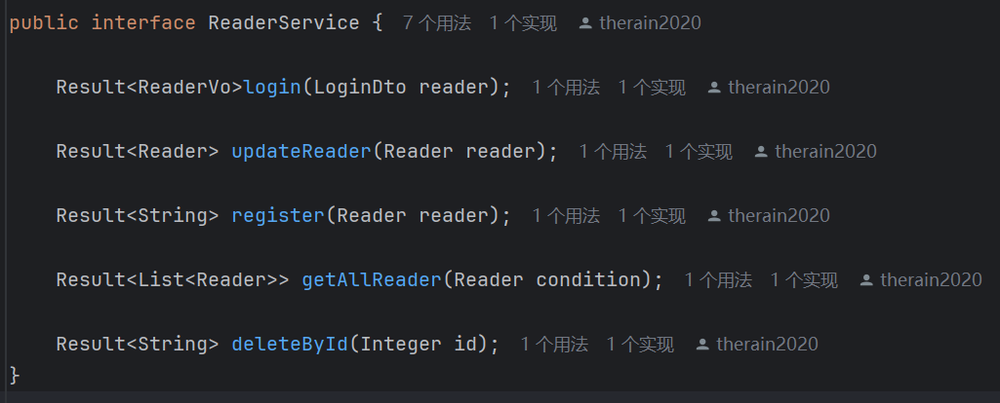 public interface ReaderService { 7 个用法 1 个实现 therain2020
Result<ReaderVo>login(LoginDto reader); 1 个用法 1 个实现 therain2020
Result<Reader> updateReader(Reader reader); 1 个用法 1 个实现 therain2020
Result<String> register(Reader reader); 1 个用法 1 个实现 therain2020
Result<List<Reader>> getAllReader(Reader condition); 1 个用法 1 个实现 therain2020
Result<String> deleteById(Integer id); 1 个用法 1 个实现 therain2020
}